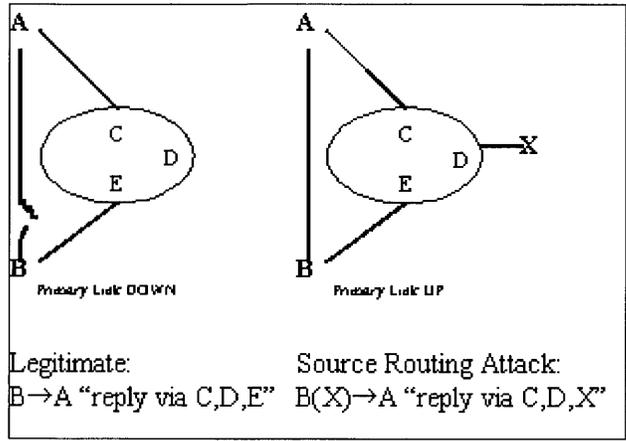 A A
C C
D D X
E E
B B
Primary Link DOWN Primary Link UP
Legitimate: Source Routing Attack:
B→A “reply via C,D,E” B(X)→A “reply via C,D,X”